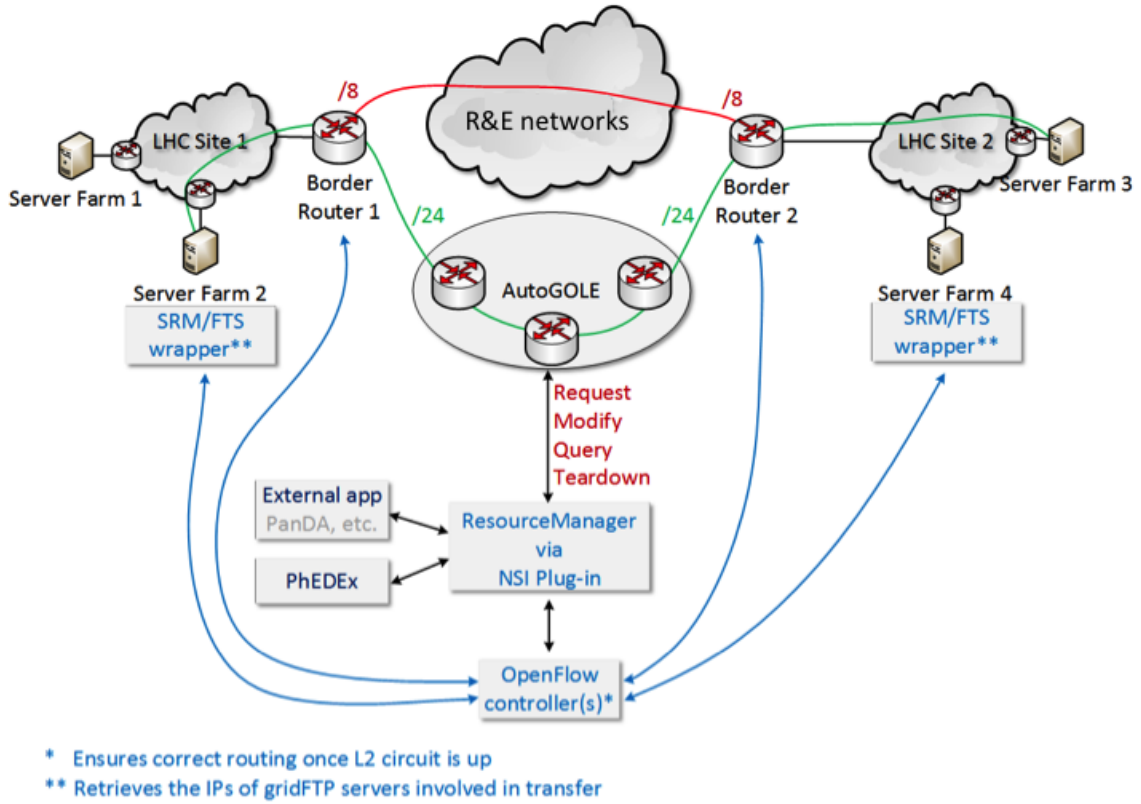 R&E networks
/8
/8
LHC Site 1
LHC Site 2
Server Farm 1
Border
Router 1
Border
Router 2
Server Farm 3
/24
/24
AutoGOLE
Server Farm 2
SRM/FTS
wrapper**
Server Farm 4
SRM/FTS
wrapper**
Request
Modify
Query
Teardown
External app
PanDA, etc.
PhEDEx
ResourceManager
via
NSI Plug-in
OpenFlow
controller(s)*
* Ensures correct routing once L2 circuit is up
** Retrieves the IPs of gridFTP servers involved in transfer